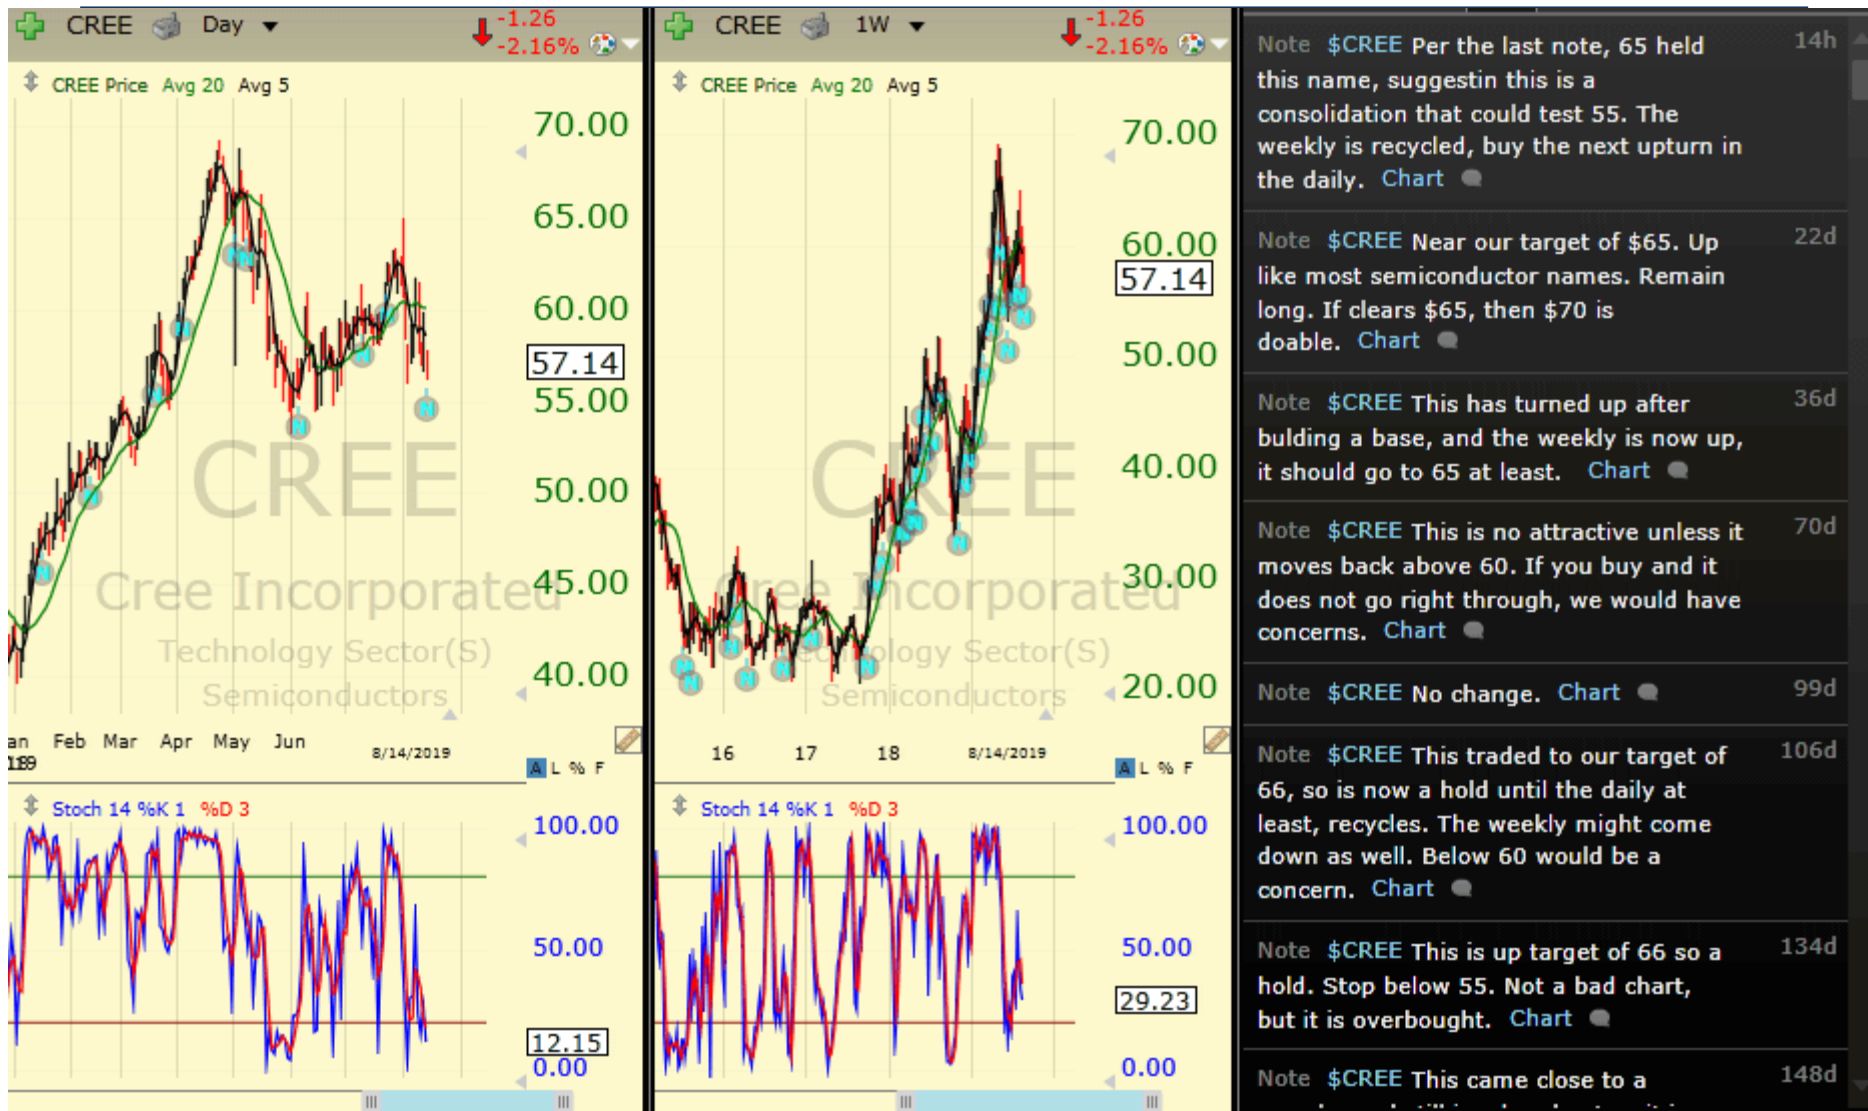 CREE Day -1.26
-2.16%
CREE Price Avg 20 Avg 5
70.00
65.00
60.00
57.14
55.00
50.00
45.00
40.00
CREE
Cree Incorporated
Technology Sector(S)
Semiconductors
Feb Mar Apr May Jun 8/14/2019
A L % F
Stoch 14 %K 1 %D 3
100.00
50.00
12.15
0.00
CREE 1W -1.26
-2.16%
CREE Price Avg 20 Avg 5
70.00
60.00
57.14
50.00
40.00
30.00
20.00
CREE
Cree Incorporated
Technology Sector(S)
Semiconductors
16 17 18 8/14/2019
A L % F
Stoch 14 %K 1 %D 3
100.00
50.00
29.23
0.00
Note $CREE Per the last note, 65 held 14h
this name, suggestin this is a
consolidation that could test 55. The
weekly is recycled, buy the next upturn in
the daily. Chart
Note $CREE Near our target of $65. Up 22d
like most semiconductor names. Remain
long. If clears $65, then $70 is
doable. Chart
Note $CREE This has turned up after 36d
bulding a base, and the weekly is now up,
it should go to 65 at least. Chart
Note $CREE This is no attractive unless it 70d
moves back above 60. If you buy and it
does not go right through, we would have
concerns. Chart
Note $CREE No change. Chart 99d
Note $CREE This traded to our target of 106d
66, so is now a hold until the daily at
least, recycles. The weekly might come
down as well. Below 60 would be a
concern. Chart
Note $CREE This is up target of 66 so a 134d
hold. Stop below 55. Not a bad chart,
but it is overbought. Chart
Note $CREE This came close to a 148d